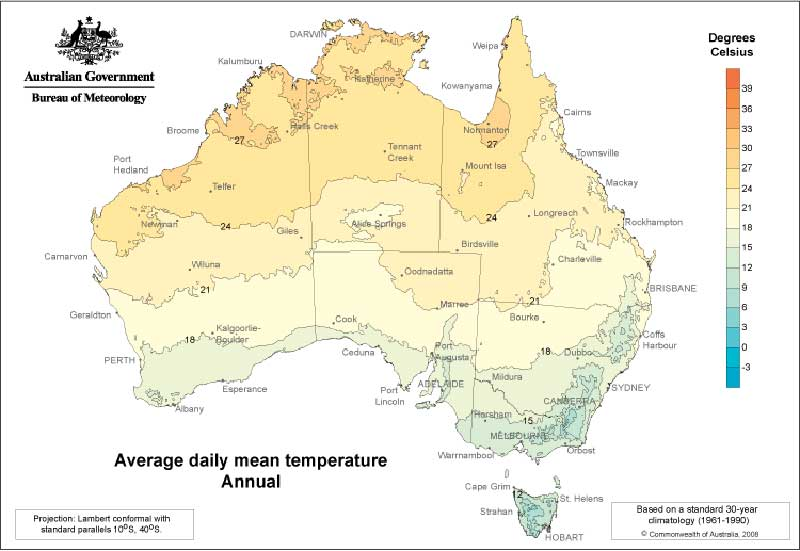 Australian Government
Bureau of Meteorology
Degrees
Celsius
39
36
33
30
27
24
21
18
15
12
9
6
3
0
-3
DARWIN
Weipa
Kalumburu
Katherine
Kowanyama
Cairns
Broome
Halls Creek
Normanton
27
27
Tennant
Creek
Townsville
Port
Hedland
Mount Isa
Mackay
Telfer
Newman
24
24
Longreach
Rockhampton
Giles
Alice Springs
Birdsville
Carnarvon
Wiluna
Oodnadatta
Charleville
21
21
BRISBANE
Geraldton
Marree
Cook
Bourke
Kalgoorlie-
Boulder
18
18
Coffs
Harbour
PERTH
Ceduna
Port
Augusta
Dubbo
Esperance
Port
Lincoln
ADELAIDE
Mildura
SYDNEY
Albany
CANBERRA
Horsham
15
MELBOURNE
Warrnambool
Orbost
Average daily mean temperature
Annual
Cape Grim
12
St. Helens
Strahan
HOBART
Projection: Lambert conformal with
standard parallels 10°S, 40°S.
Based on a standard 30-year
climatology (1961-1990)
© Commonwealth of Australia, 2008